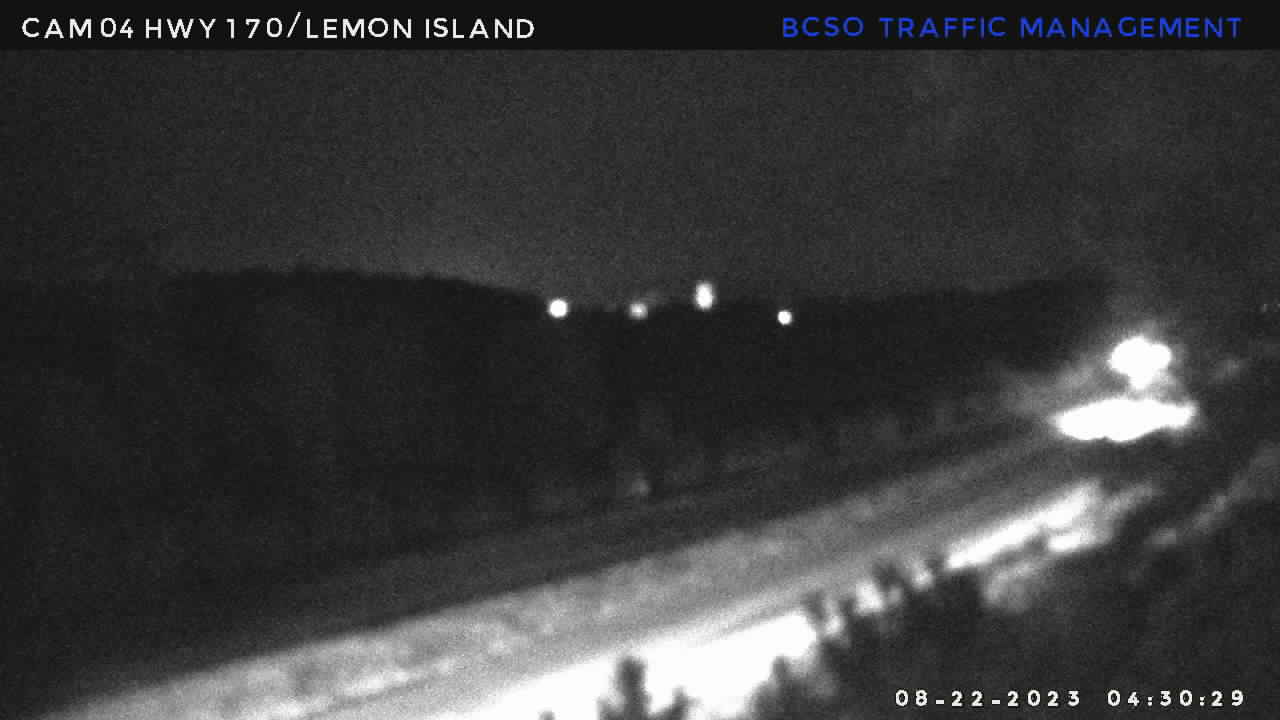 CAM04 HWY 170/LEMON ISLAND
BCSO TRAFFIC MANAGEMENT
08-22-2023 04:30:29